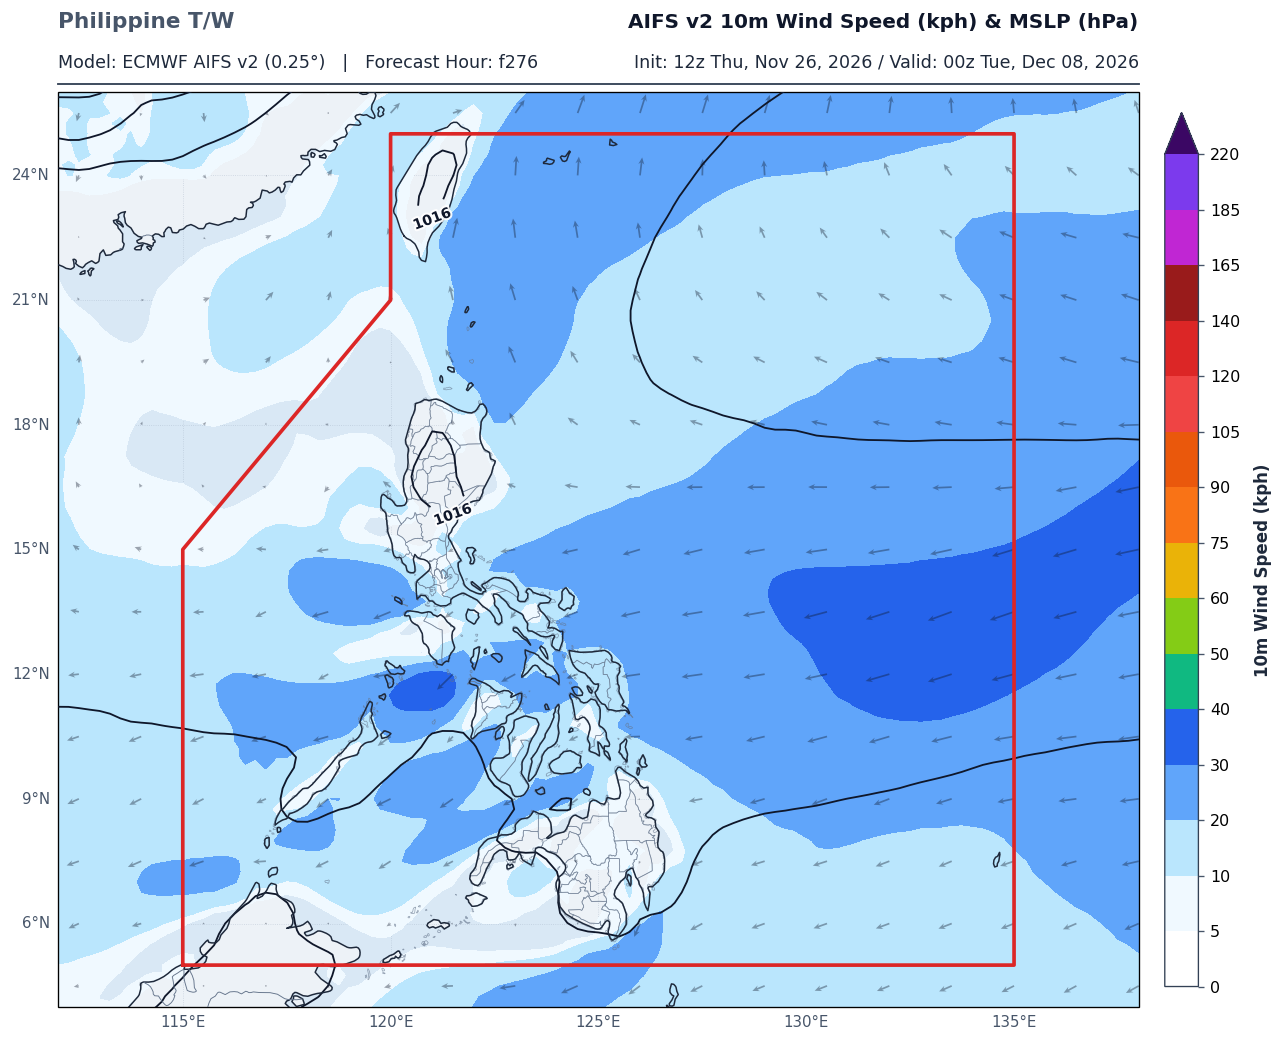 Philippine T/W
AIFS v2 10m Wind Speed (kph) & MSLP (hPa)
Model: ECMWF AIFS v2 (0.25°) | Forecast Hour: f276
Init: 12z Thu, Nov 26, 2026 / Valid: 00z Tue, Dec 08, 2026
24°N
21°N
18°N
15°N
12°N
9°N
6°N
1016
1016
115°E
120°E
125°E
130°E
135°E
220
185
165
140
120
105
90
75
60
50
40
30
20
10
5
0
10m Wind Speed (kph)